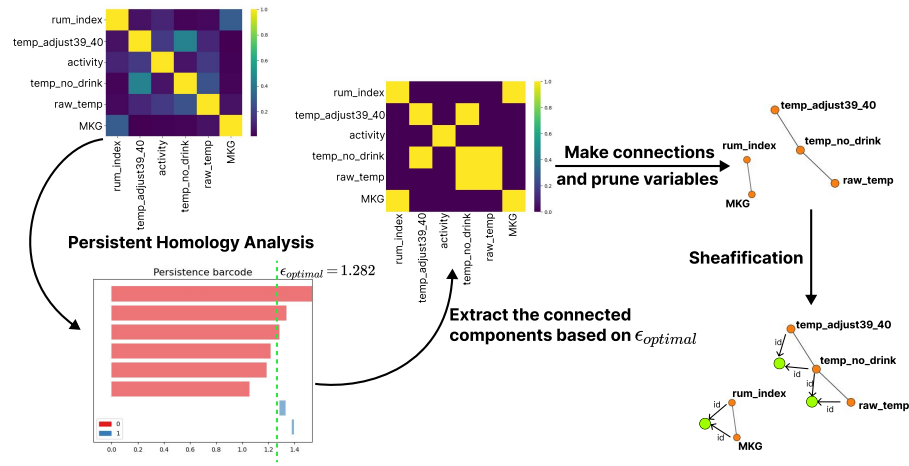 rum_index
temp_adjust39_40
activity
temp_no_drink
raw_temp
MKG
1.0
0.8
0.6
0.4
0.2
rum_index
temp_adjust39_40
activity
temp_no_drink
raw_temp
MKG
Persistent Homology Analysis
Persistence barcode
ϵoptimal = 1.282
0
1
0.0 0.2 0.4 0.6 0.8 1.0 1.2 1.4
rum_index
temp_adjust39_40
activity
temp_no_drink
raw_temp
MKG
1.0
0.8
0.6
0.4
0.2
0.0
rum_index
temp_adjust39_40
activity
temp_no_drink
raw_temp
MKG
Extract the connected
components based on ϵoptimal
Make connections
and prune variables
temp_adjust39_40
rum_index
temp_no_drink
raw_temp
MKG
Sheafification
temp_adjust39_40
id
temp_no_drink
id
id
id
raw_temp
rum_index
id
id
MKG